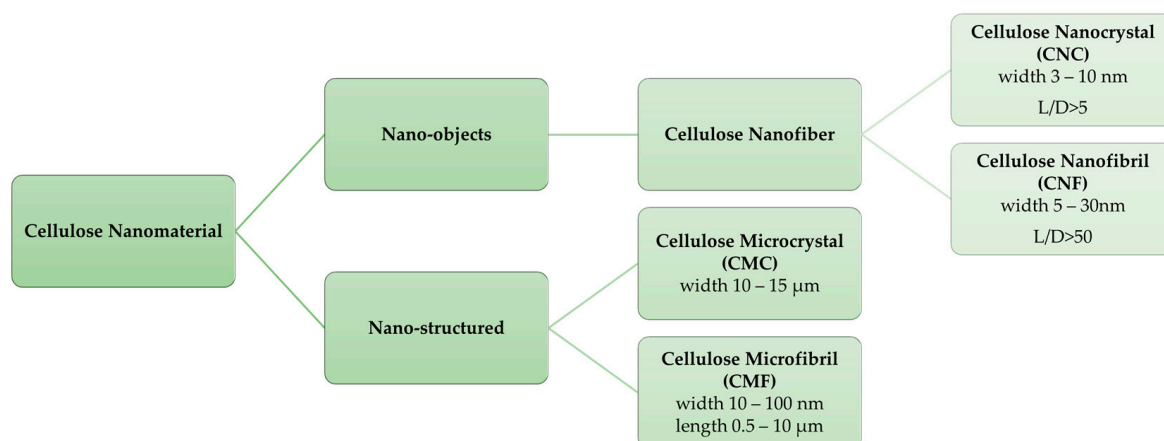 Cellulose Nanomaterial
Nano-objects
Nano-structured
Cellulose Nanofiber
Cellulose Microcrystal
(CMC)
width 10 – 15 µm
Cellulose Microfibril
(CMF)
width 10 – 100 nm
length 0.5 – 10 µm
Cellulose Nanocrystal
(CNC)
width 3 – 10 nm
L/D>5
Cellulose Nanofibril
(CNF)
width 5 – 30nm
L/D>50